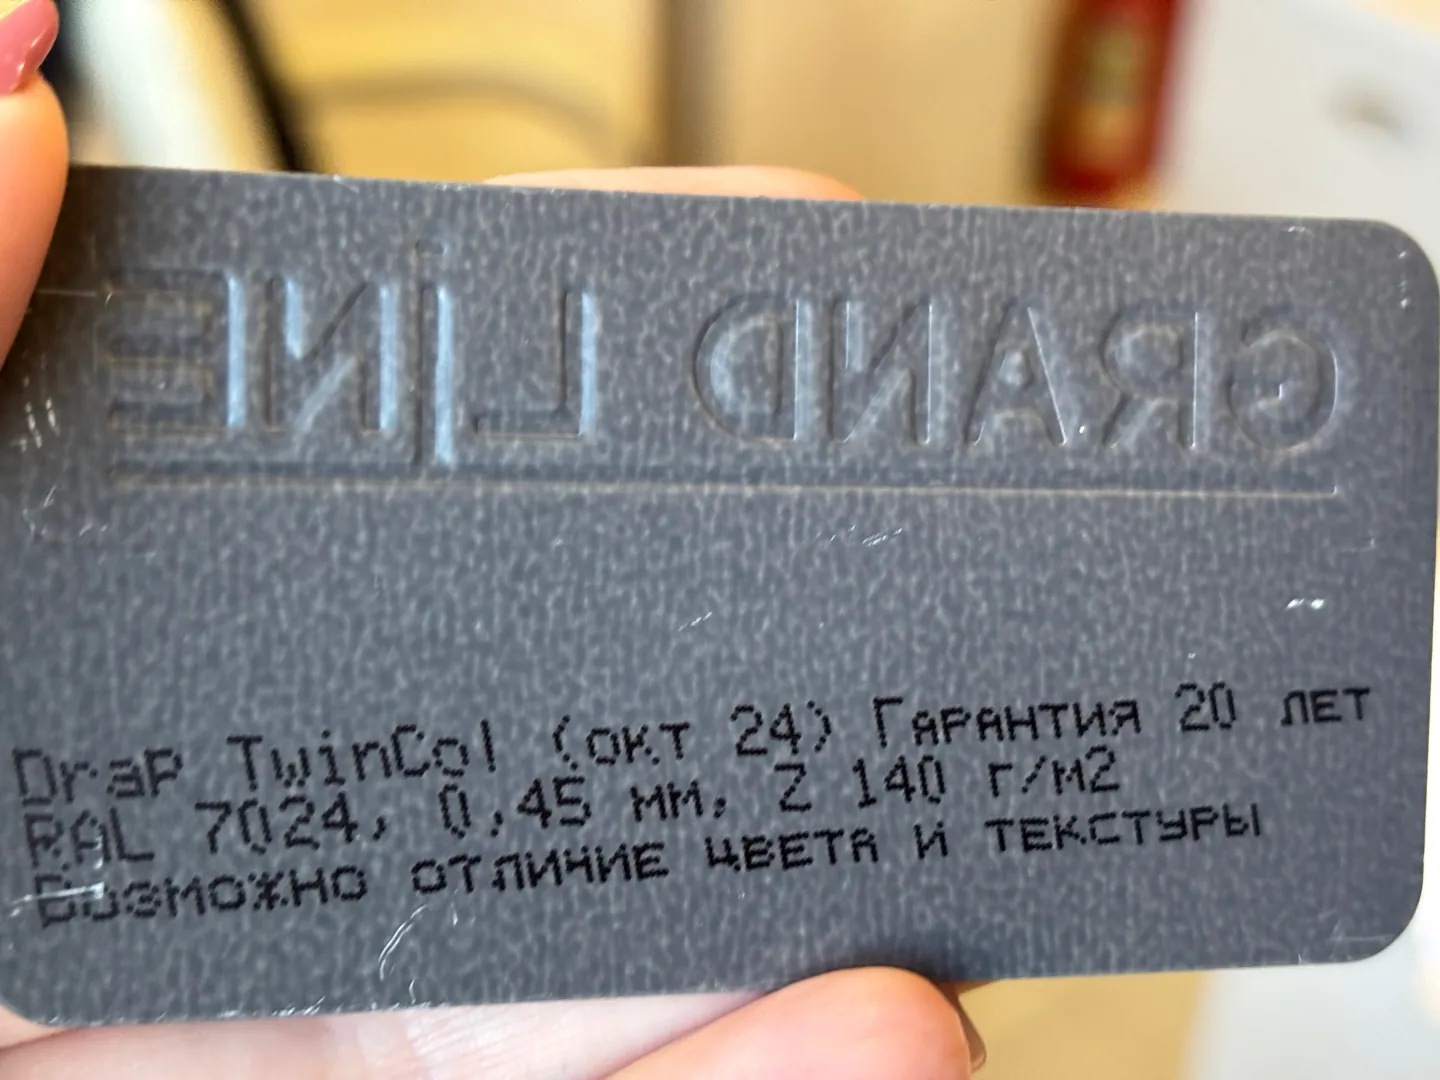 GRAND LINE
Drap TwinCol (окт 24) Гарантия 20 лет
RAL 7024, 0,45 мм, Z 140 г/м2
Возможно отличие цвета и текстуры